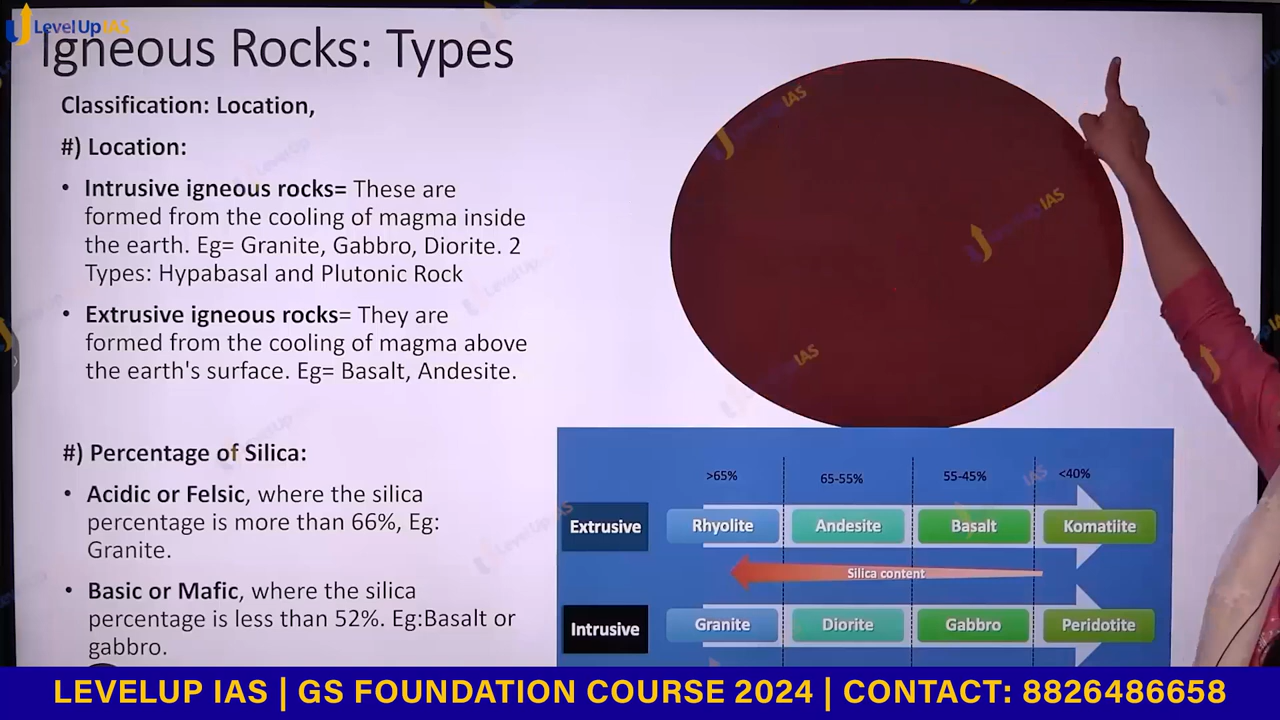 LevelUp IAS
Igneous Rocks: Types
Classification: Location,
#) Location:
• Intrusive igneous rocks= These are
formed from the cooling of magma inside
the earth. Eg= Granite, Gabbro, Diorite. 2
Types: Hypabasal and Plutonic Rock
• Extrusive igneous rocks= They are
formed from the cooling of magma above
the earth's surface. Eg= Basalt, Andesite.
#) Percentage of Silica:
• Acidic or Felsic, where the silica
percentage is more than 66%, Eg:
Granite.
• Basic or Mafic, where the silica
percentage is less than 52%. Eg:Basalt or
gabbro.
>65% 65-55% 55-45% <40%
Extrusive Rhyolite Andesite Basalt Komatiite
Silica content
Intrusive Granite Diorite Gabbro Peridotite
LEVELUP IAS | GS FOUNDATION COURSE 2024 | CONTACT: 8826486658